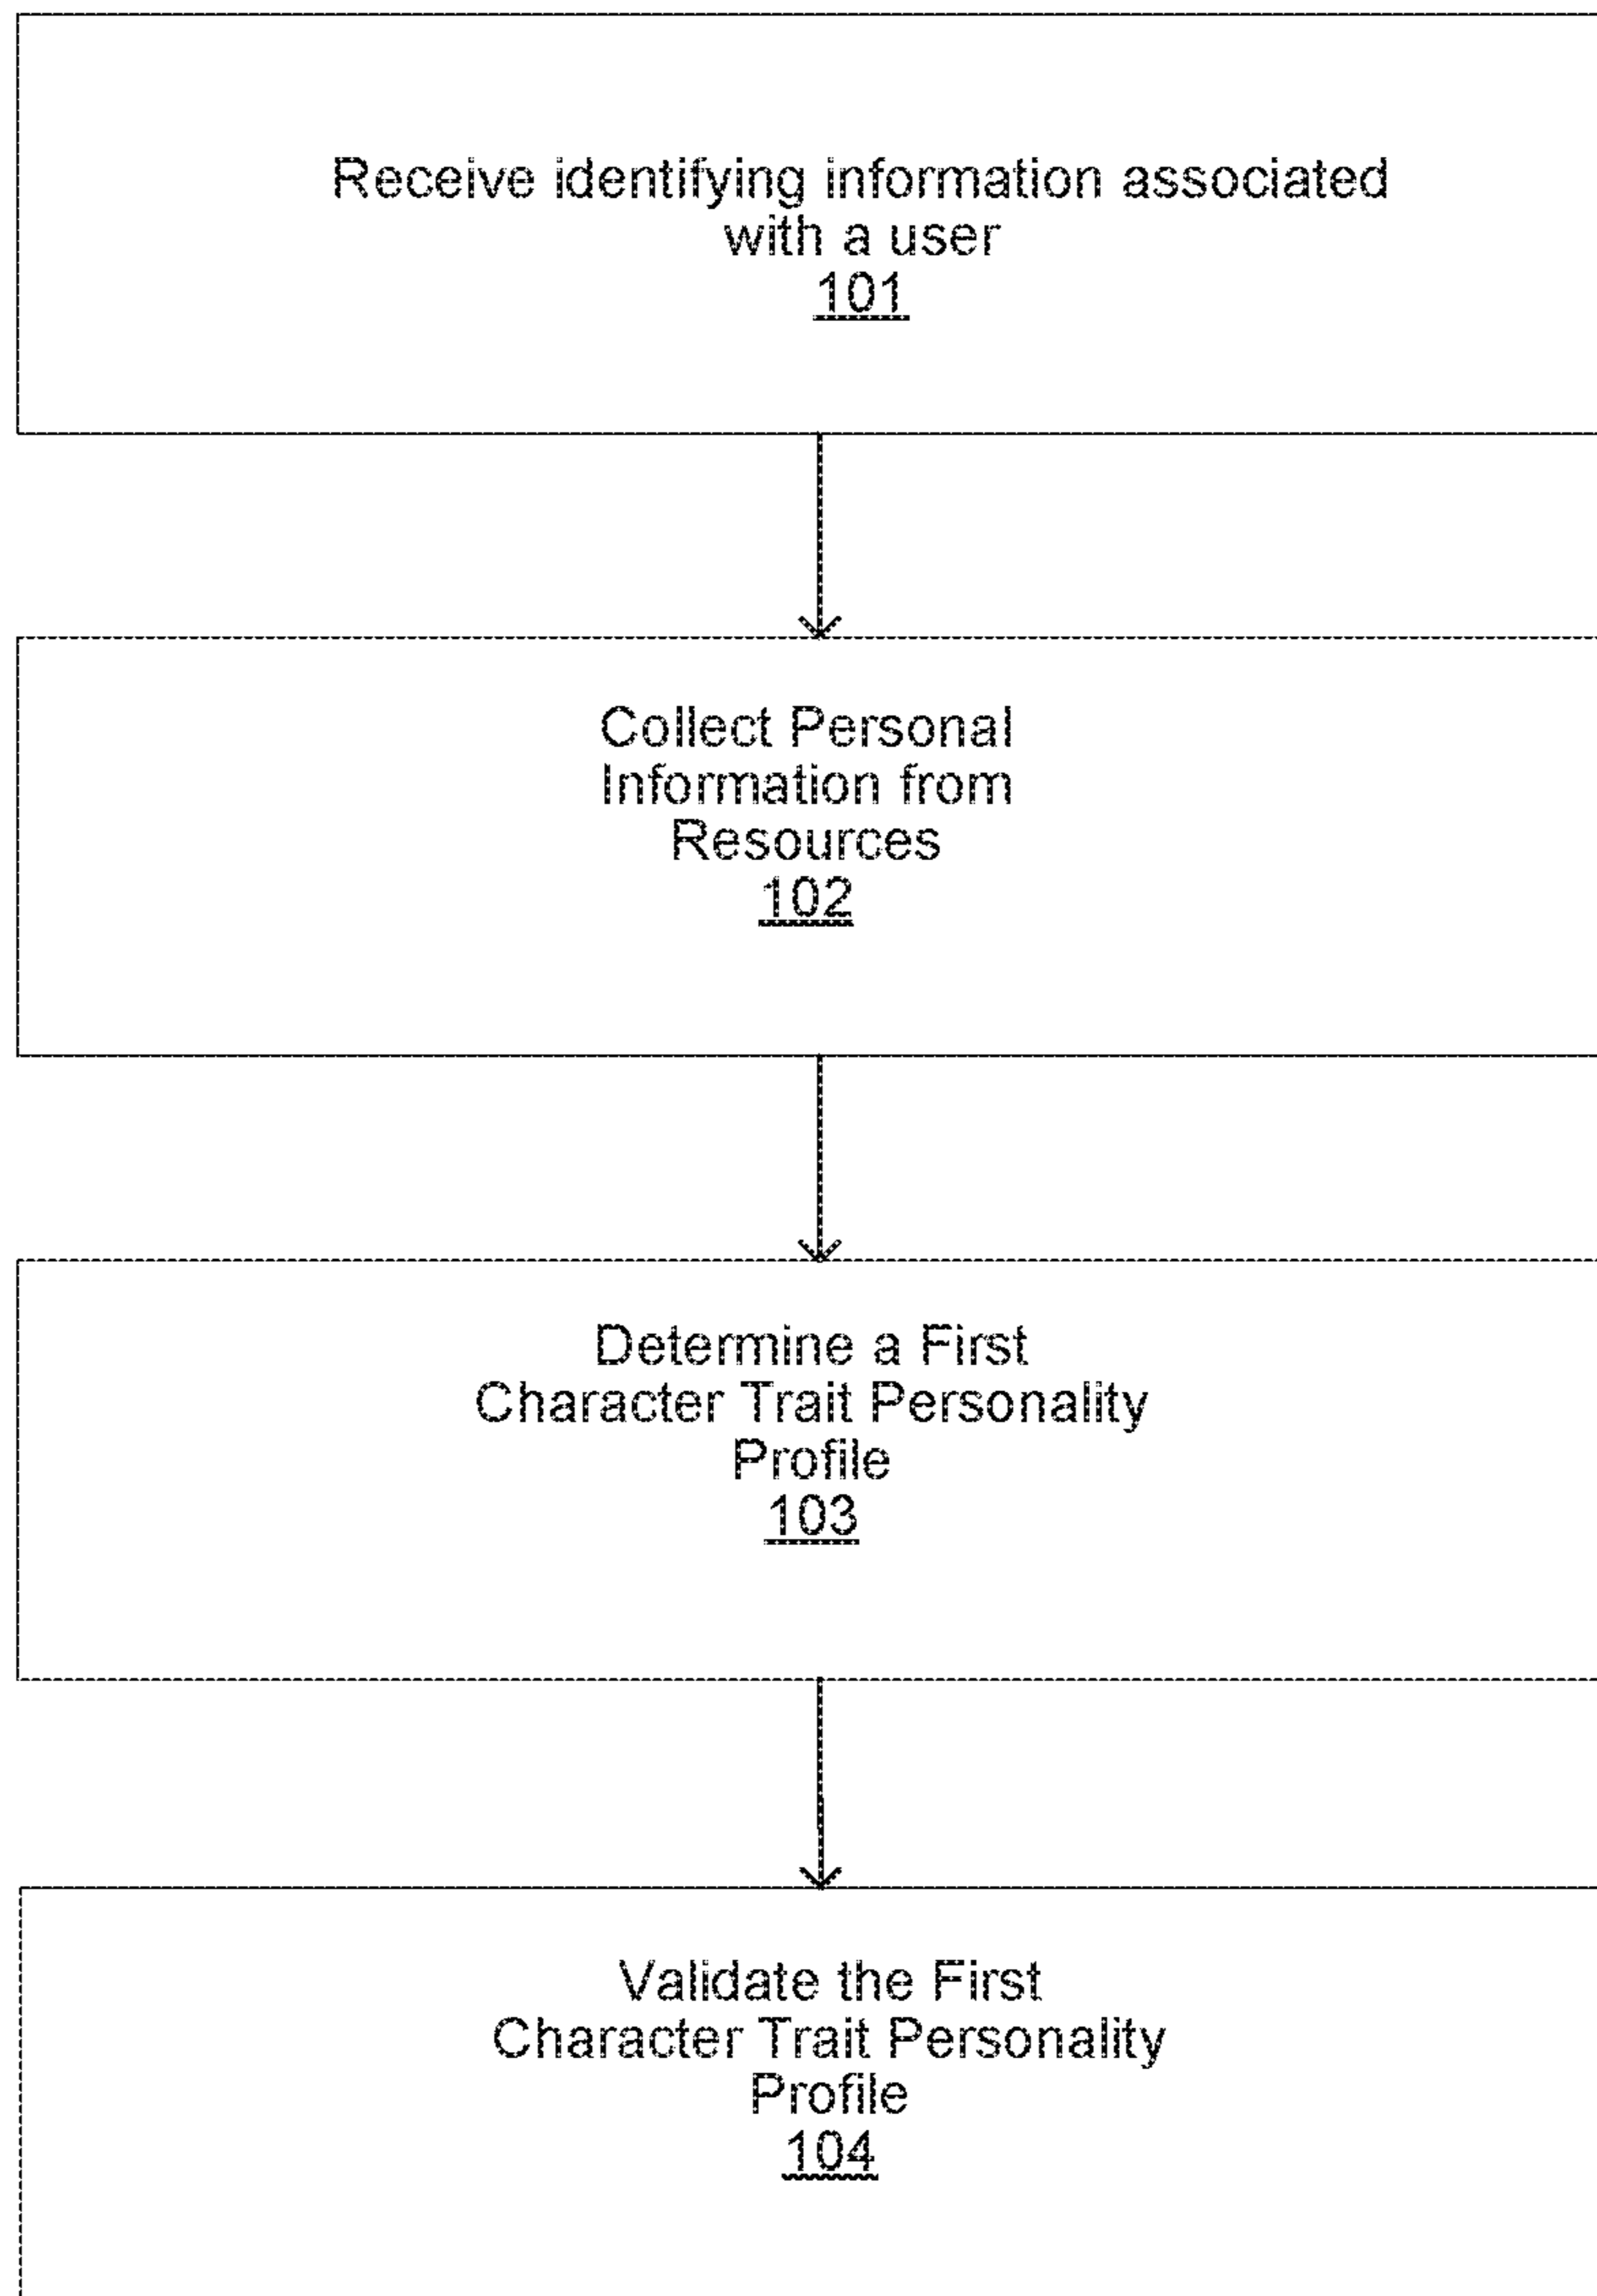 Receive identifying information associated
with a user
101
Collect Personal
Information from
Resources
102
Determine a First
Character Trait Personality
Profile
103
Validate the First
Character Trait Personality
Profile
104